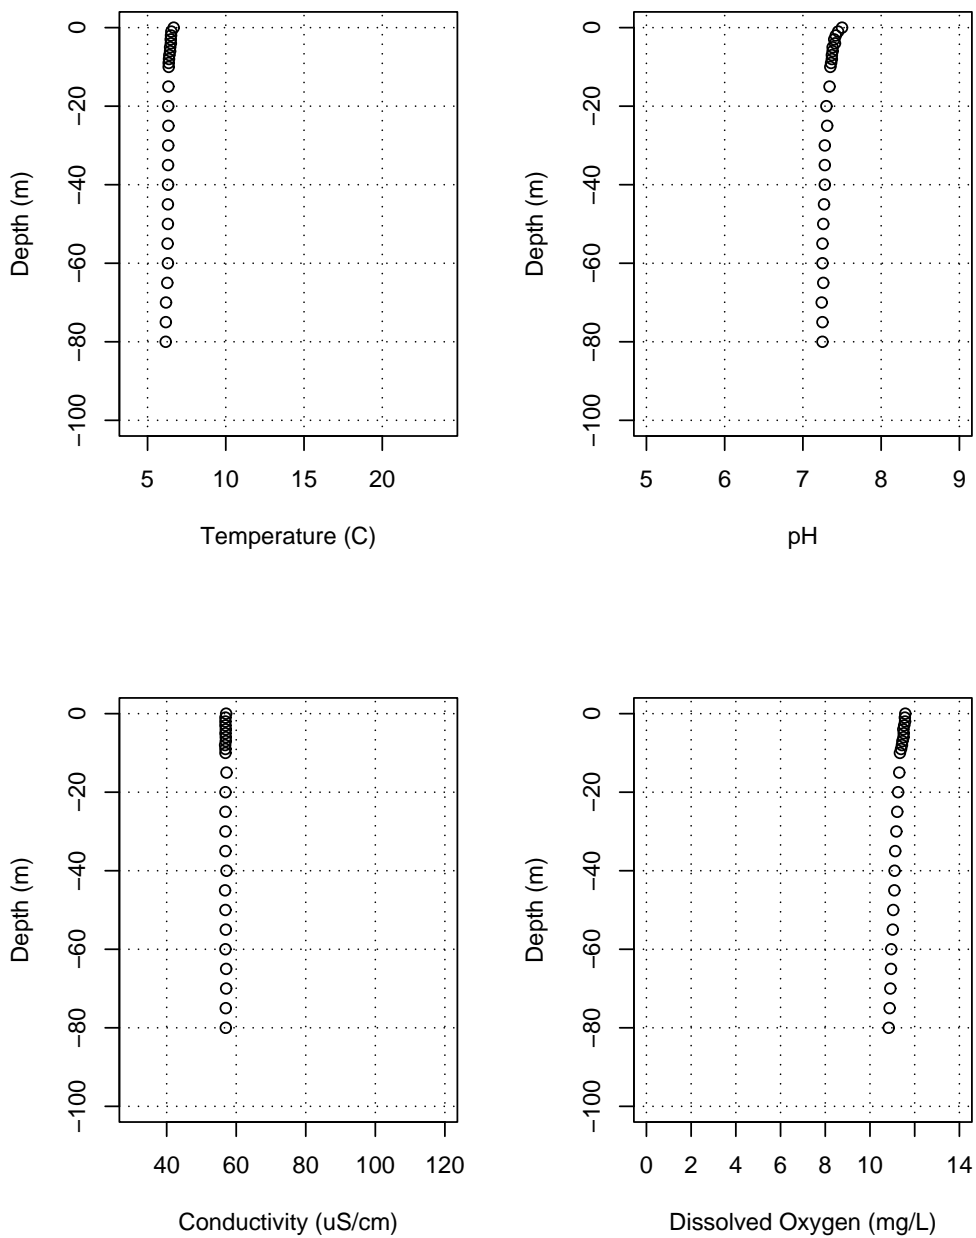 0
−20
−40
−60
−80
−100
Depth (m)
5 10 15 20
Temperature (C)
0
−20
−40
−60
−80
−100
Depth (m)
5 6 7 8 9
pH
0
−20
−40
−60
−80
−100
Depth (m)
40 60 80 100 120
Conductivity (uS/cm)
0
−20
−40
−60
−80
−100
Depth (m)
0 2 4 6 8 10 14
Dissolved Oxygen (mg/L)